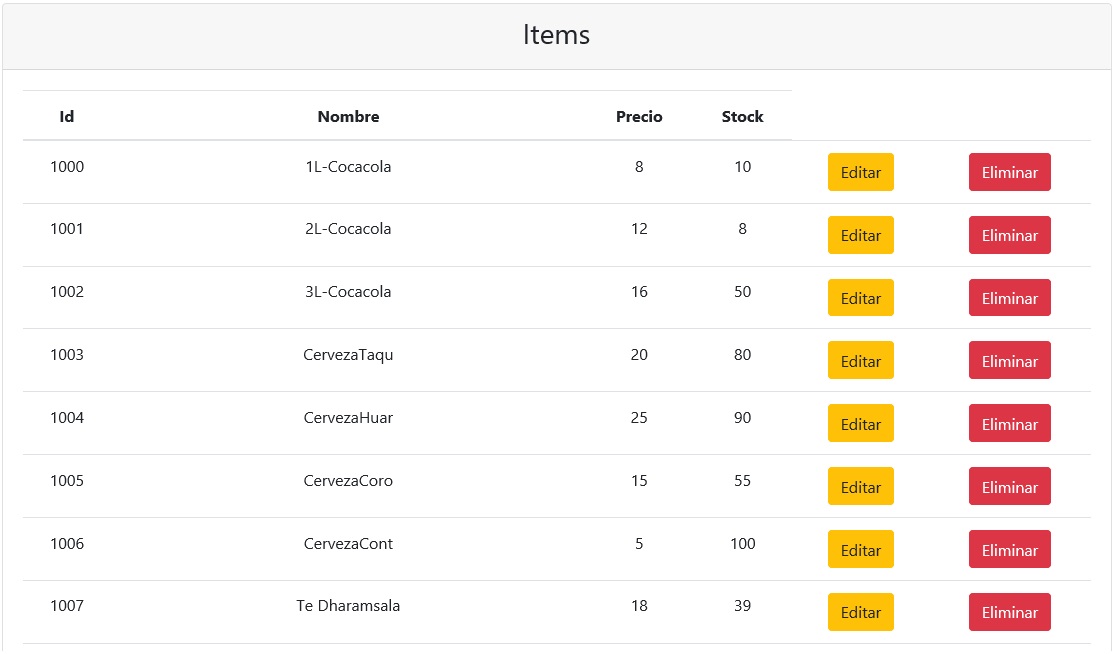 Items
Id Nombre Precio Stock
1000 1L-Cocacola 8 10 Editar Eliminar
1001 2L-Cocacola 12 8 Editar Eliminar
1002 3L-Cocacola 16 50 Editar Eliminar
1003 CervezaTaqu 20 80 Editar Eliminar
1004 CervezaHuar 25 90 Editar Eliminar
1005 CervezaCoro 15 55 Editar Eliminar
1006 CervezaCont 5 100 Editar Eliminar
1007 Te Dharamsala 18 39 Editar Eliminar